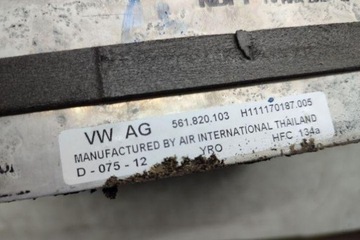 VW AG 561.820.103 H111170187.005
MANUFACTURED BY AIR INTERNATIONAL THAILAND
D - 075 - 12 YRO HFC 134a